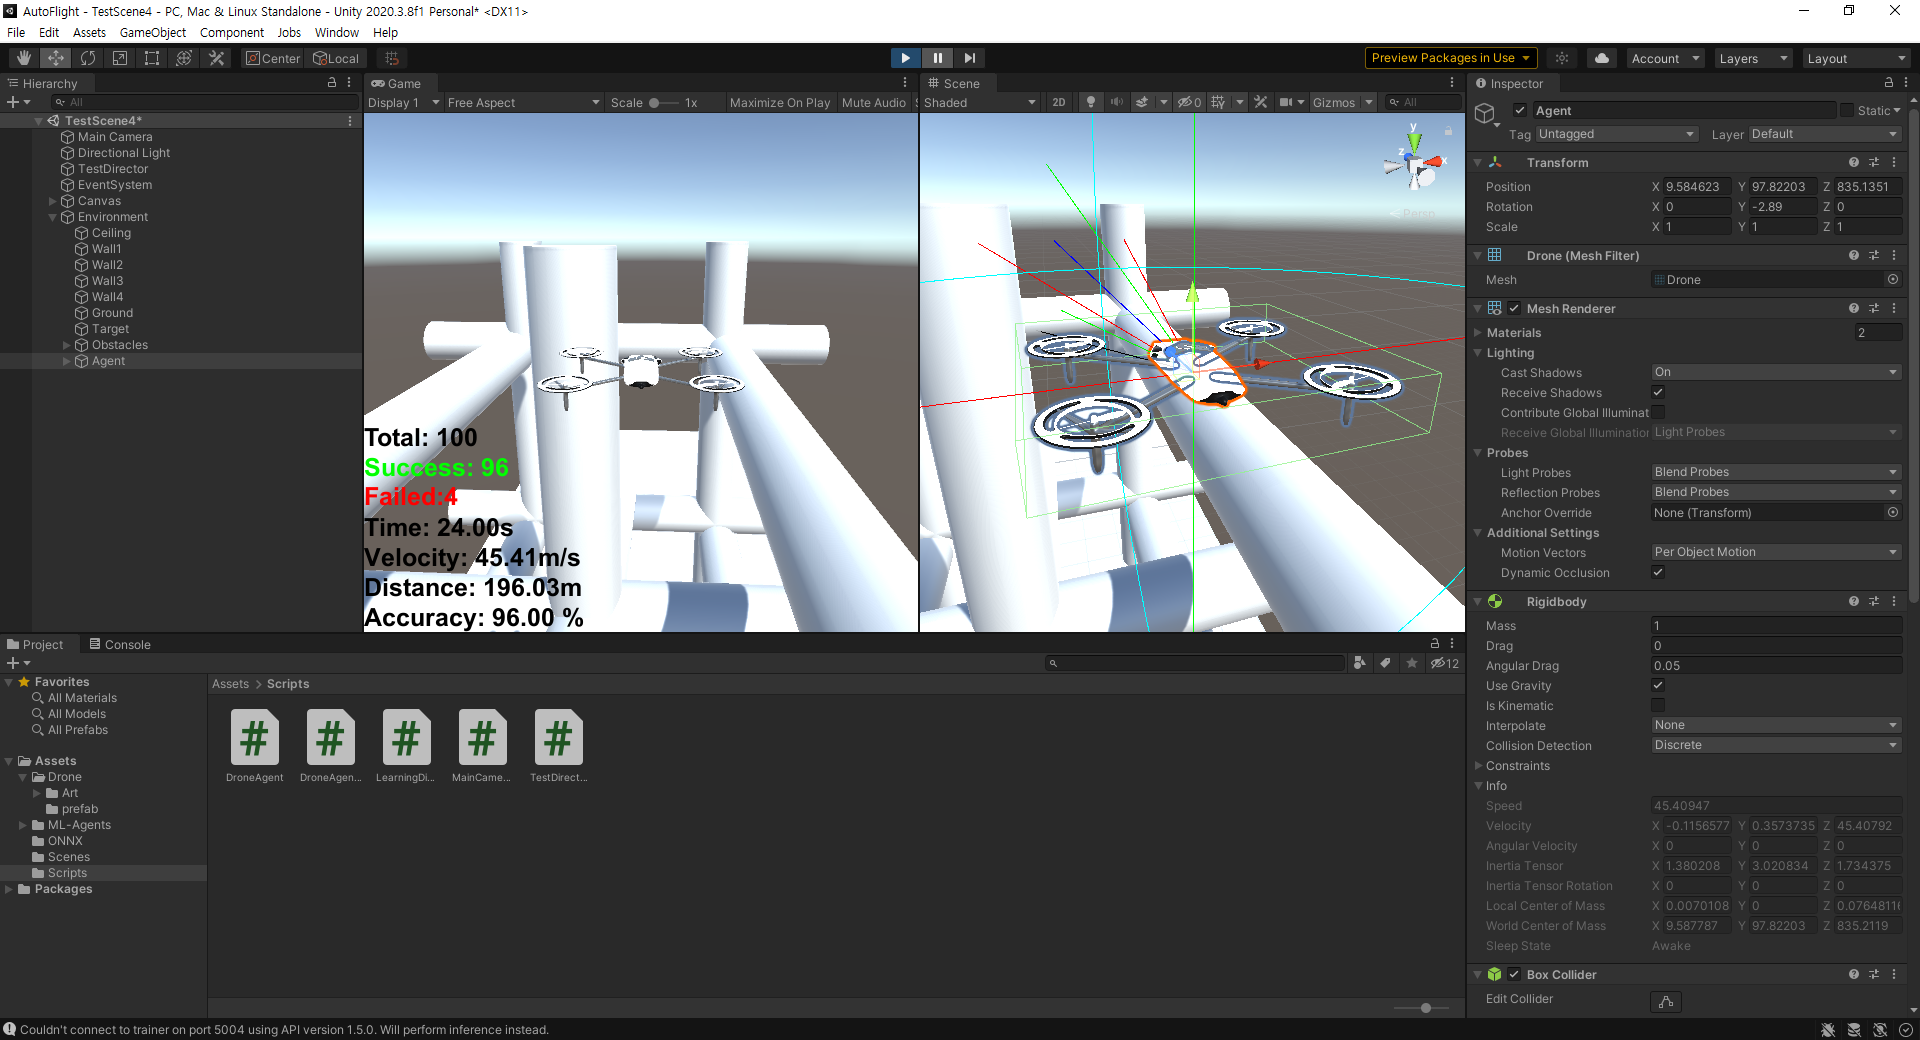 AutoFlight - TestScene4 - PC, Mac & Linux Standalone - Unity 2020.3.8f1 Personal* <DX11>
File Edit Assets GameObject Component Jobs Window Help
Center Local Preview Packages in Use Account Layers Layout
Hierarchy
All
TestScene4*
Main Camera
Directional Light
TestDirector
EventSystem
Canvas
Environment
Ceiling
Wall1
Wall2
Wall3
Wall4
Ground
Target
Obstacles
Agent
Game
Display 1 Free Aspect Scale 1x Maximize On Play Mute Audio
Total: 100
Success: 96
Failed:4
Time: 24.00s
Velocity: 45.41m/s
Distance: 196.03m
Accuracy: 96.00 %
Scene
Shaded 2D 0 Gizmos All
y
z
x
Persp
Inspector
Agent Static
Tag Untagged Layer Default
Transform
Position X 9.584623 Y 97.82203 Z 835.1351
Rotation X 0 Y -2.89 Z 0
Scale X 1 Y 1 Z 1
Drone (Mesh Filter)
Mesh Drone
Mesh Renderer
Materials 2
Lighting
Cast Shadows On
Receive Shadows
Contribute Global Illuminat
Receive Global Illumination Light Probes
Probes
Light Probes Blend Probes
Reflection Probes Blend Probes
Anchor Override None (Transform)
Additional Settings
Motion Vectors Per Object Motion
Dynamic Occlusion
Rigidbody
Mass 1
Drag 0
Angular Drag 0.05
Use Gravity
Is Kinematic
Interpolate None
Collision Detection Discrete
Constraints
Info
Speed 45.40947
Velocity X -0.1156577 Y 0.3573735 Z 45.40792
Angular Velocity X 0 Y 0 Z 0
Inertia Tensor X 1.380208 Y 3.020834 Z 1.734375
Inertia Tensor Rotation X 0 Y 0 Z 0
Local Center of Mass X 0.0070108 Y 0 Z 0.0764811
World Center of Mass X 9.587787 Y 97.82203 Z 835.2119
Sleep State Awake
Box Collider
Edit Collider
Project Console
12
Favorites
All Materials
All Models
All Prefabs
Assets
Drone
Art
prefab
ML-Agents
ONNX
Scenes
Scripts
Packages
Assets > Scripts
DroneAgent DroneAgen... LearningDi... MainCame... TestDirect...
Couldn't connect to trainer on port 5004 using API version 1.5.0. Will perform inference instead.